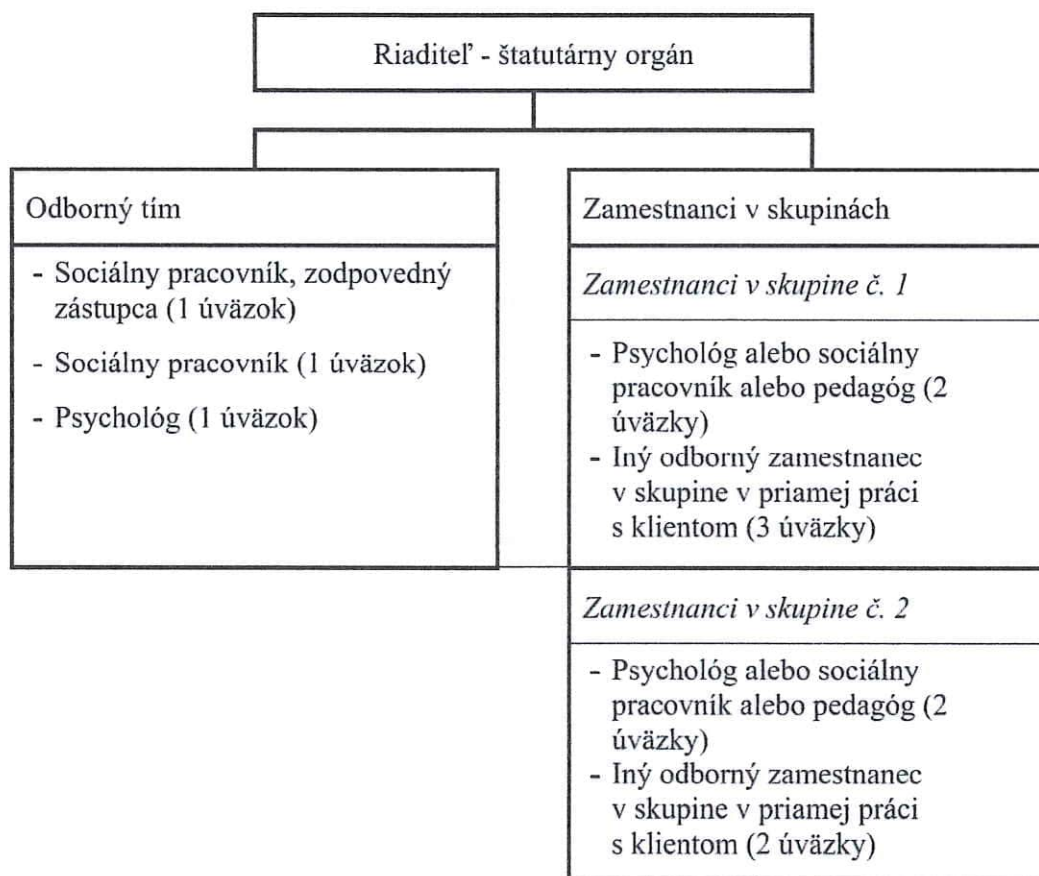 Riaditeľ - štatutárny orgán
Odborný tím
- Sociálny pracovník, zodpovedný
zástupca (1 úväzok)
- Sociálny pracovník (1 úväzok)
- Psychológ (1 úväzok)
Zamestnanci v skupinách
Zamestnanci v skupine č. 1
- Psychológ alebo sociálny
pracovník alebo pedagóg (2
úväzky)
- Iný odborný zamestnanec
v skupine v priamej práci
s klientom (3 úväzky)
Zamestnanci v skupine č. 2
- Psychológ alebo sociálny
pracovník alebo pedagóg (2
úväzky)
- Iný odborný zamestnanec
v skupine v priamej práci
s klientom (2 úväzky)